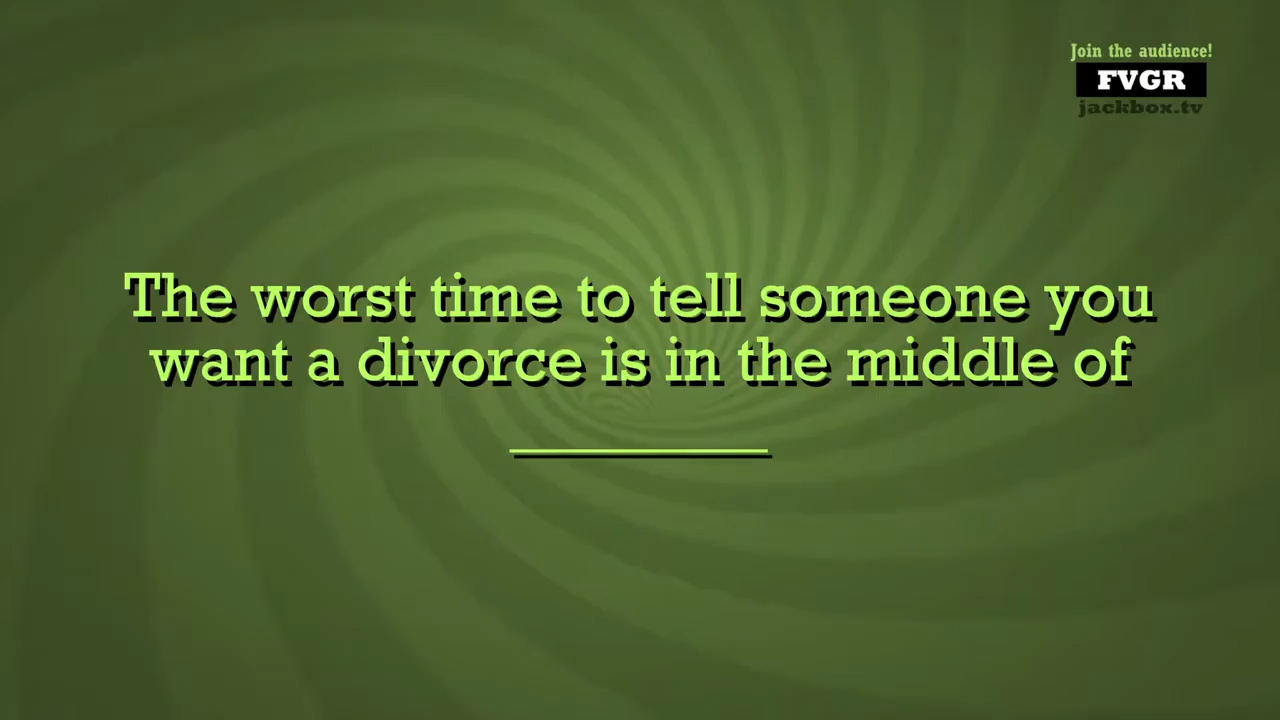 Join the audience!
FVGR
jackbox.tv
The worst time to tell someone you
want a divorce is in the middle of
__________